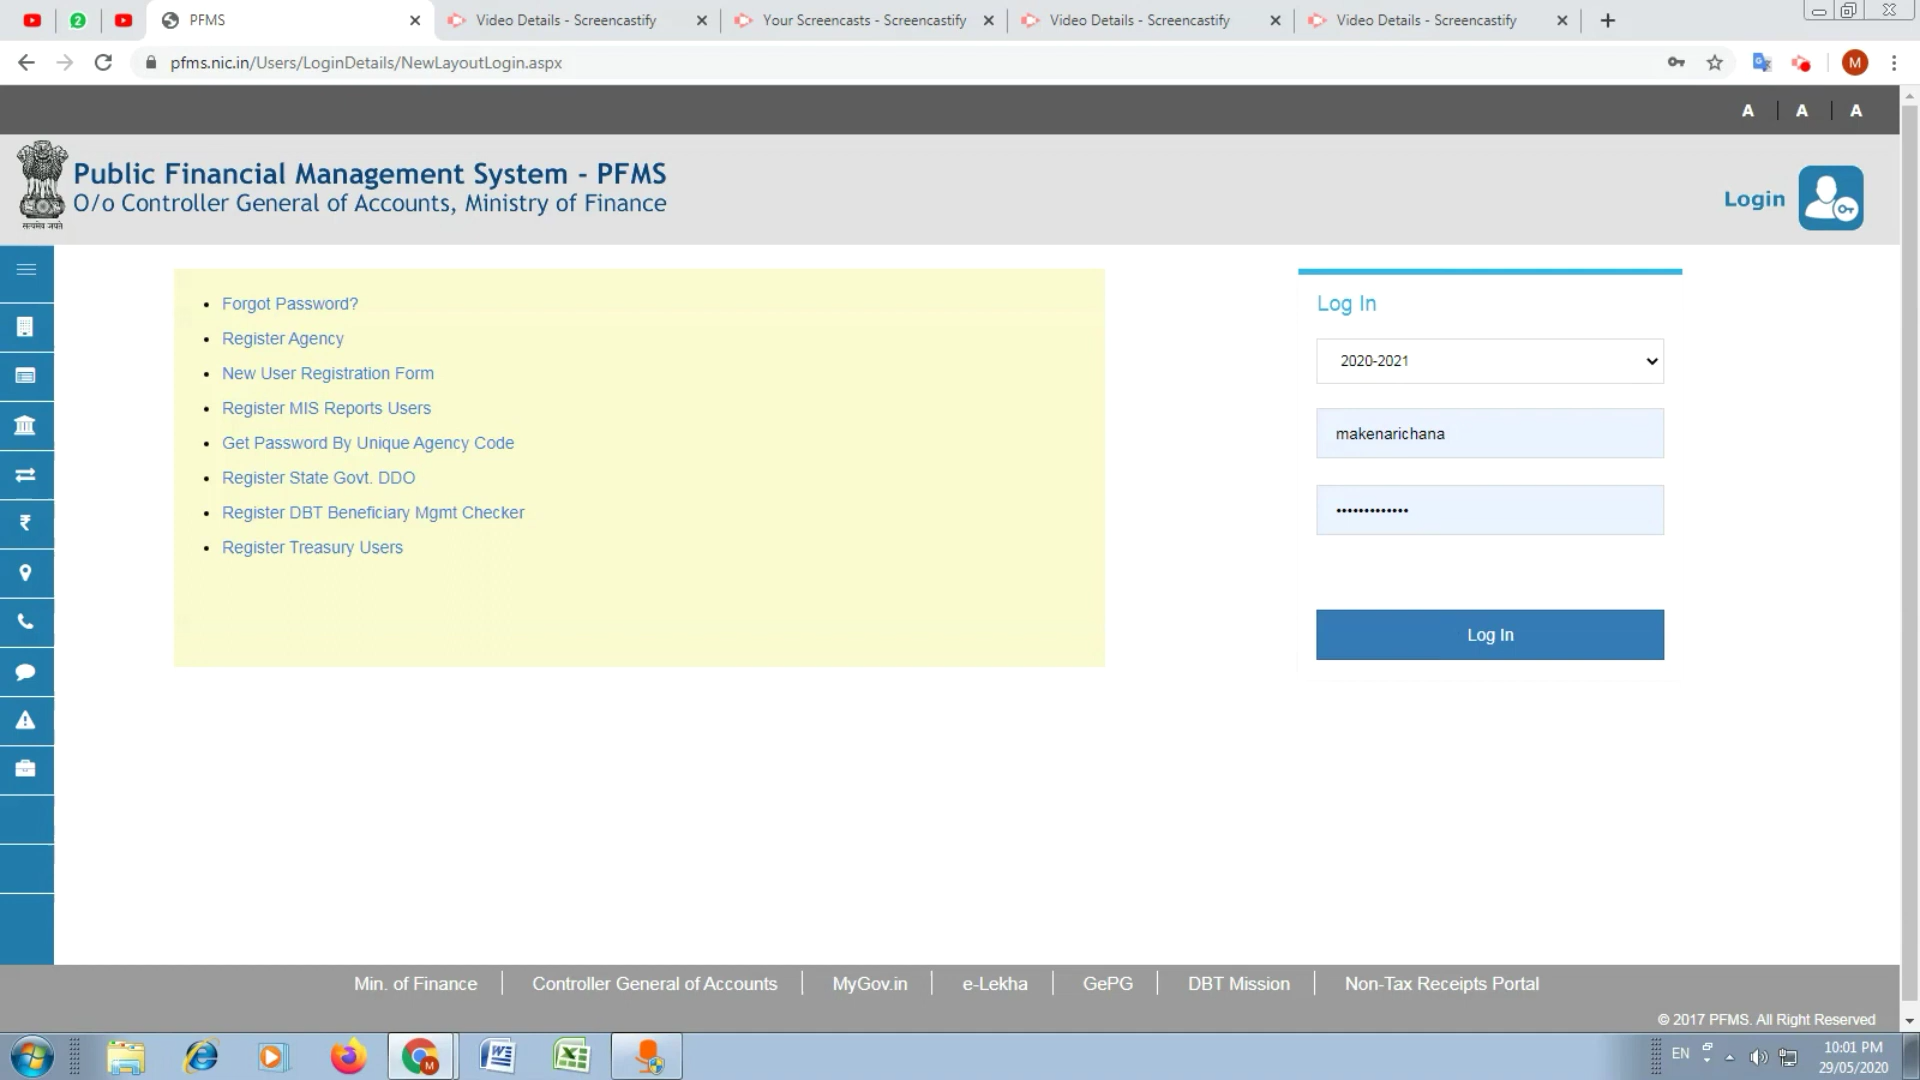 PFMS
Video Details - Screencastify
Your Screencasts - Screencastify
Video Details - Screencastify
Video Details - Screencastify
pfms.nic.in/Users/LoginDetails/NewLayoutLogin.aspx
M
A | A | A
Public Financial Management System - PFMS
O/o Controller General of Accounts, Ministry of Finance
सत्यमेव जयते
Login
Forgot Password?
Register Agency
New User Registration Form
Register MIS Reports Users
Get Password By Unique Agency Code
Register State Govt. DDO
Register DBT Beneficiary Mgmt Checker
Register Treasury Users
Log In
2020-2021
makenarichana
•••••••••••••
Log In
Min. of Finance | Controller General of Accounts | MyGov.in | e-Lekha | GePG | DBT Mission | Non-Tax Receipts Portal
© 2017 PFMS. All Right Reserved
EN
10:01 PM
29/05/2020